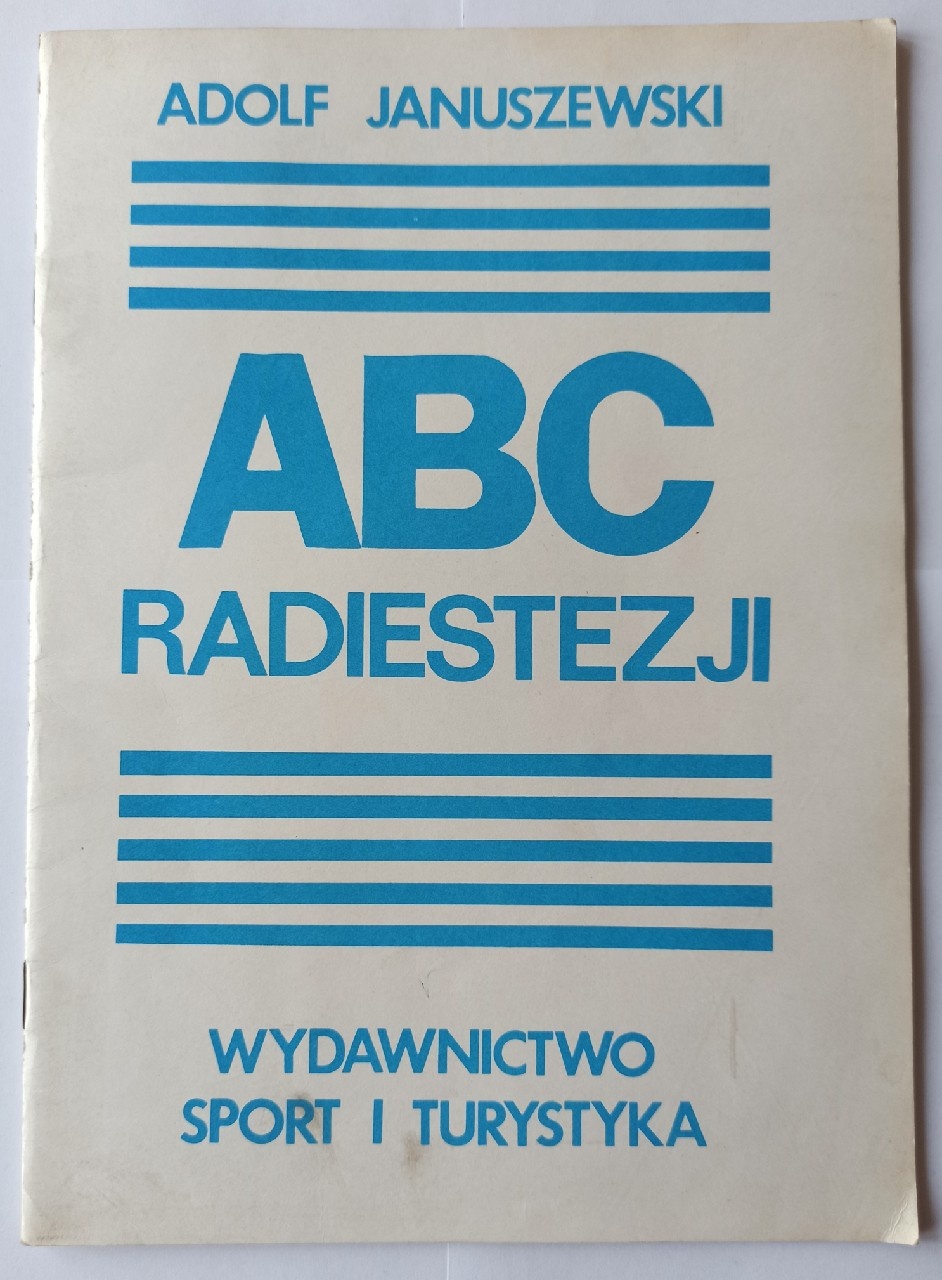 ADOLF JANUSZEWSKI
ABC
RADIESTEZJI
WYDAWNICTWO
SPORT I TURYSTYKA